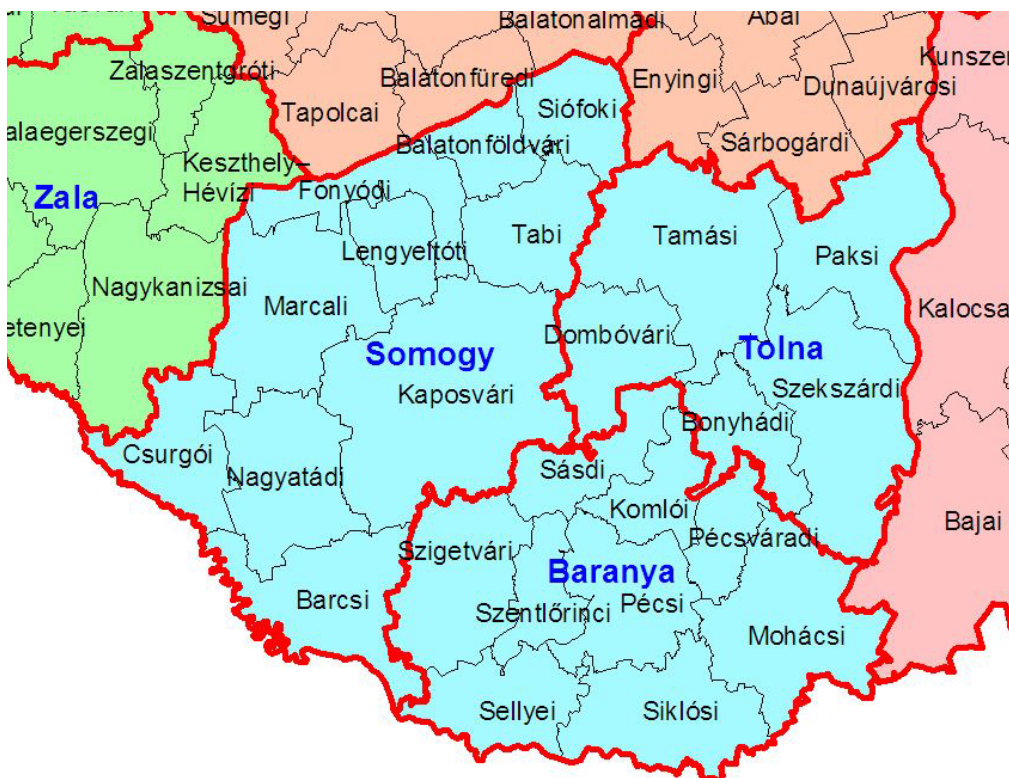 Sümegi
Balatonalmádi
Abai
Kunszen
Zalaszentgróti
Balatonfüredi
Enyingi
Dunaújvárosi
Tapolcai
Siófoki
alaegerszegi
Balatonföldvári
Sárbogárdi
Keszthely–
Hévízi
Fonyódi
Zala
Lengyeltóti
Tabi
Tamási
Paksi
Nagykanizsai
Marcali
Kalocsa
etenyei
Dombóvári
Somogy
Tolna
Kaposvári
Szekszárdi
Bonyhádi
Csurgói
Nagyatádi
Sásdi
Komlói
Bajai
Szigetvári
Pécsváradi
Baranya
Barcsi
Szentlőrinci
Pécsi
Mohácsi
Sellyei
Siklósi